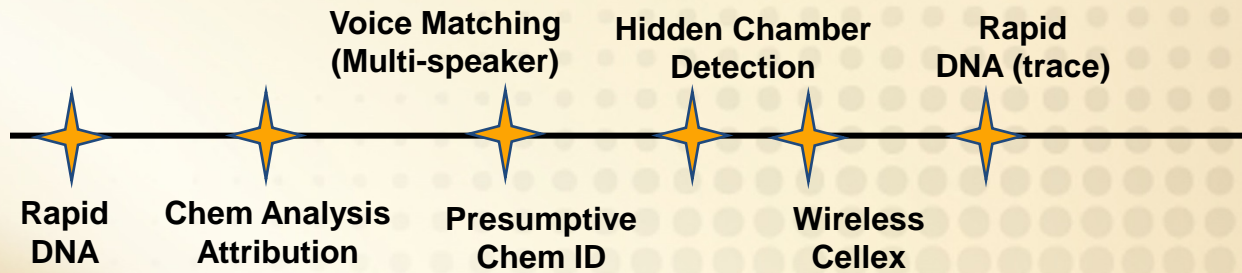 Voice Matching
(Multi-speaker)
Hidden Chamber
Detection
Rapid
DNA (trace)
Rapid
DNA
Chem Analysis
Attribution
Presumptive
Chem ID
Wireless
Cellex